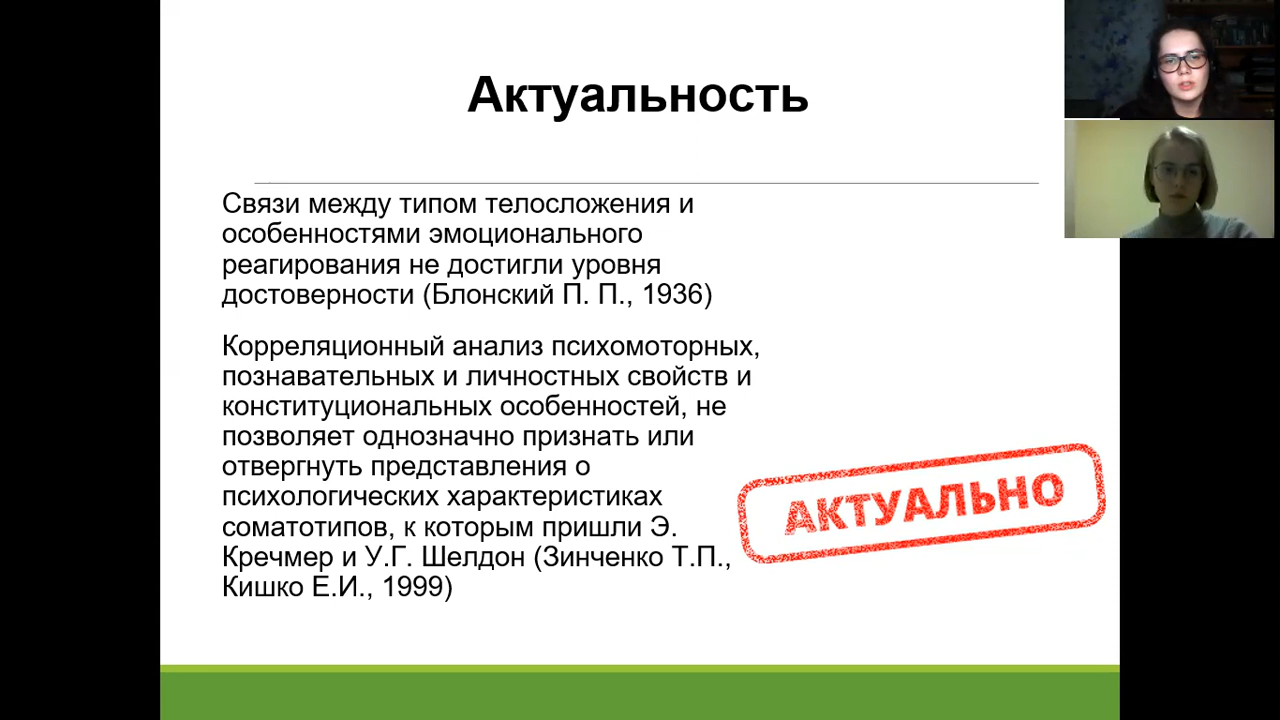 Актуальность
Связи между типом телосложения и
особенностями эмоционального
реагирования не достигли уровня
достоверности (Блонский П. П., 1936)
Корреляционный анализ психомоторных,
познавательных и личностных свойств и
конституциональных особенностей, не
позволяет однозначно признать или
отвергнуть представления о
психологических характеристиках
соматотипов, к которым пришли Э.
Кречмер и У.Г. Шелдон (Зинченко Т.П.,
Кишко Е.И., 1999)
АКТУАЛЬНО